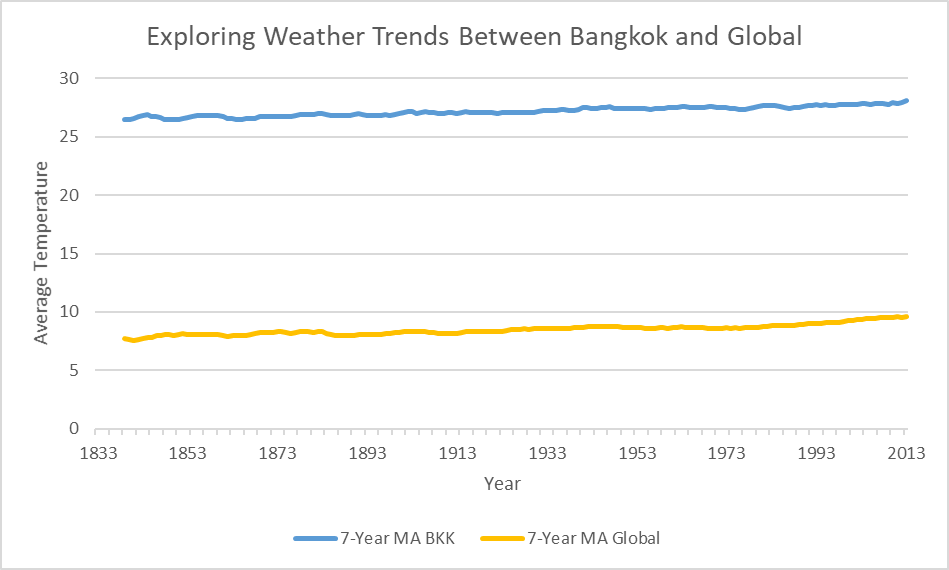 Exploring Weather Trends Between Bangkok and Global
Average Temperature
30
25
20
15
10
5
0
1833 1853 1873 1893 1913 1933 1953 1973 1993 2013
Year
7-Year MA BKK 7-Year MA Global